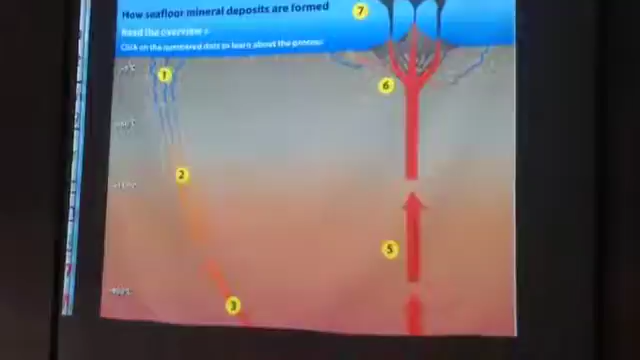 How seafloor mineral deposits are formed
Read the overview »
Click on the numbered dots to learn about the process.
7
1
6
2
5
3